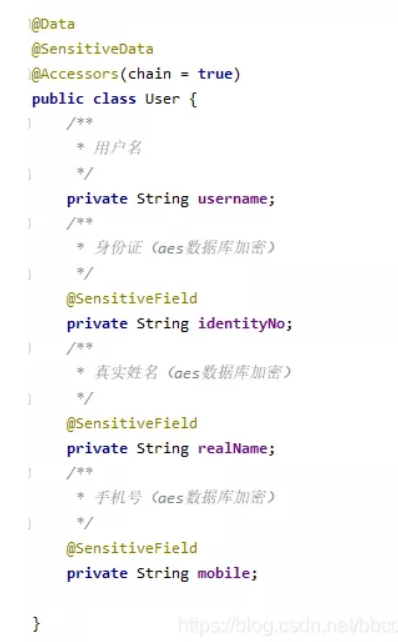 @Data
@SensitiveData
@Accessors(chain = true)
public class User {
/**
* 用户名
*/
private String username;
/**
* 身份证（aes数据库加密）
*/
@SensitiveField
private String identityNo;
/**
* 真实姓名（aes数据库加密）
*/
@SensitiveField
private String realName;
/**
* 手机号（aes数据库加密）
*/
@SensitiveField
private String mobile;
}
https://blog.csdn.net/bbcc